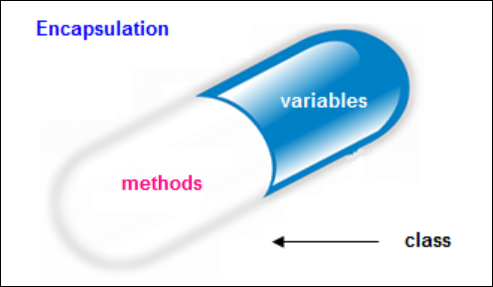 Encapsulation
variables
methods
class